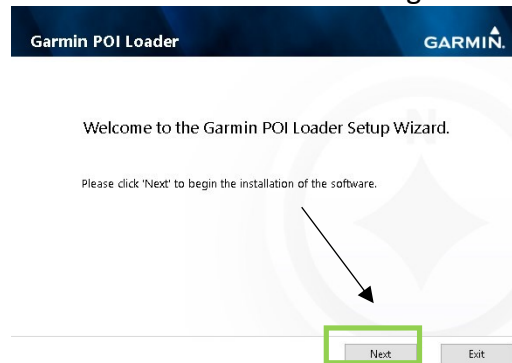 Garmin POI Loader
GARMIN.
Welcome to the Garmin POI Loader Setup Wizard.
Please click 'Next' to begin the installation of the software.
Next
Exit